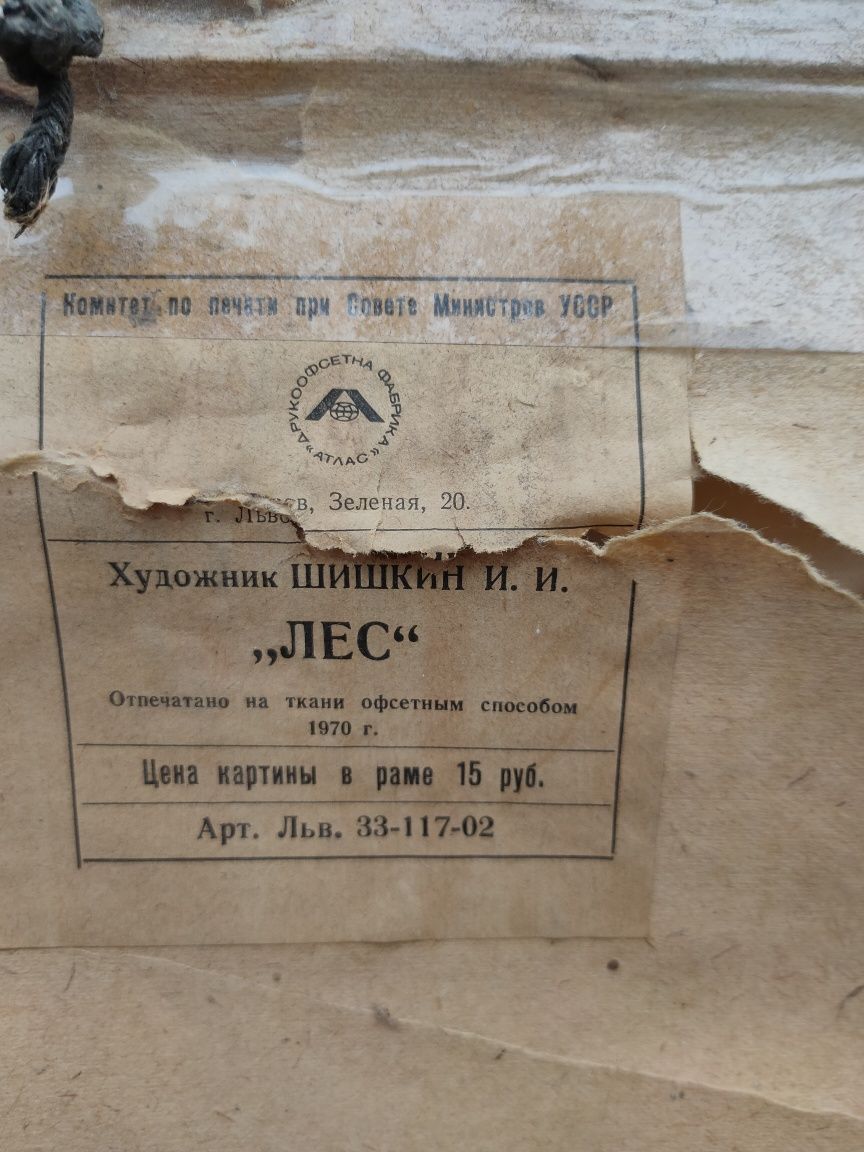 Комитет по печати при Совете Министров УССР
ДРУКООФСЕТНА ФАБРИКА «АТЛАС»
г. Львов, Зеленая, 20.
Художник ШИШКИН И. И.
„ЛЕС“
Отпечатано на ткани офсетным способом
1970 г.
Цена картины в раме 15 руб.
Арт. Льв. 33-117-02